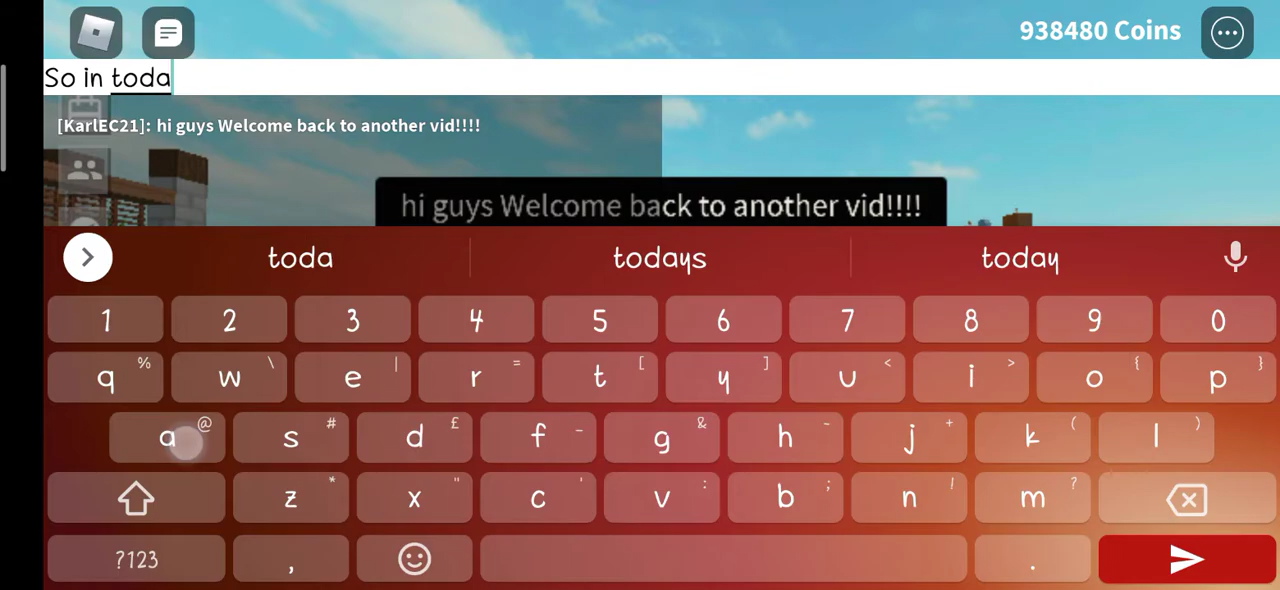 938480 Coins
So in toda
[KarlEC21]: hi guys Welcome back to another vid!!!!
hi guys Welcome back to another vid!!!!
toda todays today
1 2 3 4 5 6 7 8 9 0
q % w \ e | r = t [ y ] u < i > o { p }
a @ s # d £ f - g & h ~ j + k ( l )
z * x " c ' v : b ; n ! m ?
?123 , .